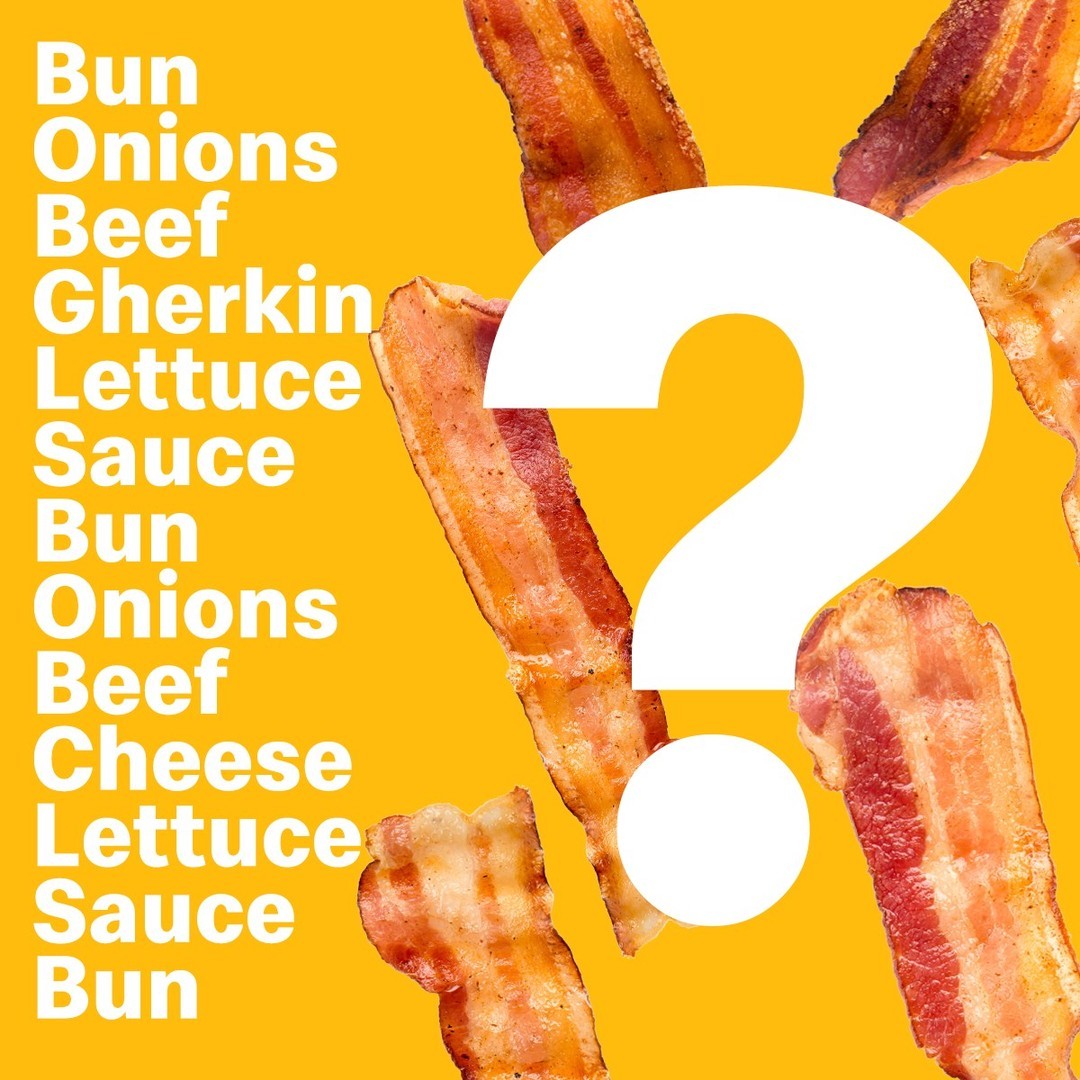 Bun
Onions
Beef
Gherkin
Lettuce
Sauce
Bun
Onions
Beef
Cheese
Lettuce
Sauce
Bun
?